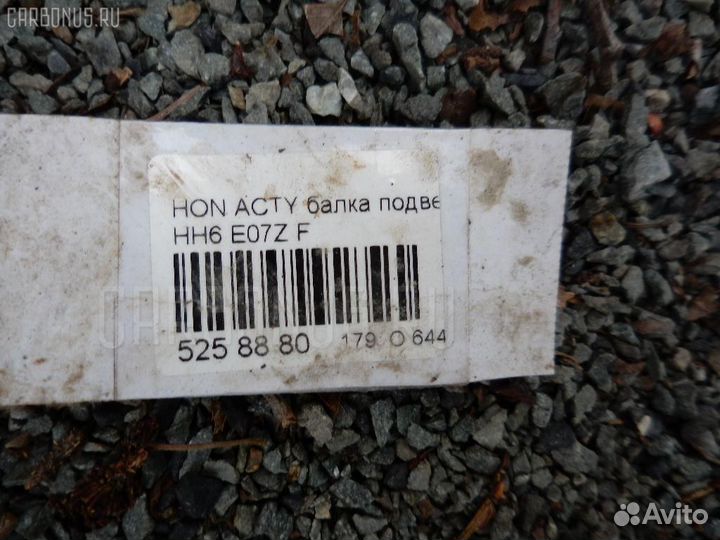 CARBONUS.RU
HON ACTY балка подве
HH6 E07Z F
525 88 80 179 O 644
Avito